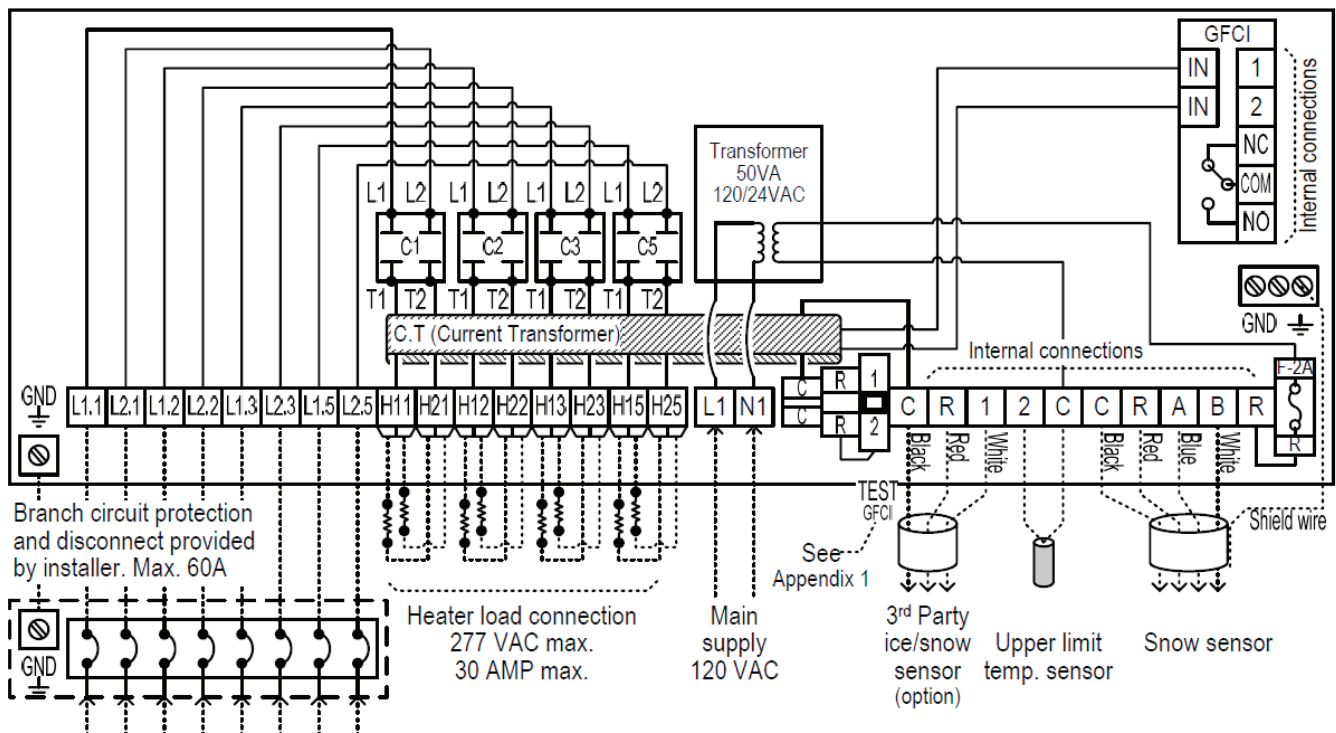 GFCI
IN 1
IN 2
NC
COM
NO
Internal connections
Transformer
50VA
120/24VAC
L1 L2 L1 L2 L1 L2 L1 L2
C1 C2 C3 C5
T1 T2 T1 T2 T1 T2 T1 T2
C.T (Current Transformer)
GND
Internal connections
F-2A
R
GND
L1.1 L2.1 L1.2 L2.2 L1.3 L2.3 L1.5 L2.5 H11 H21 H12 H22 H13 H23 H15 H25 L1 N1
C
C
R 1
R 2
C R 1 2 C C R A B R
Black Red White Black Red Blue White
TEST
GFCI
Shield wire
See
Appendix 1
Branch circuit protection
and disconnect provided
by installer. Max. 60A
GND
Heater load connection
277 VAC max.
30 AMP max.
Main
supply
120 VAC
3rd Party
ice/snow
sensor
(option)
Upper limit
temp. sensor
Snow sensor